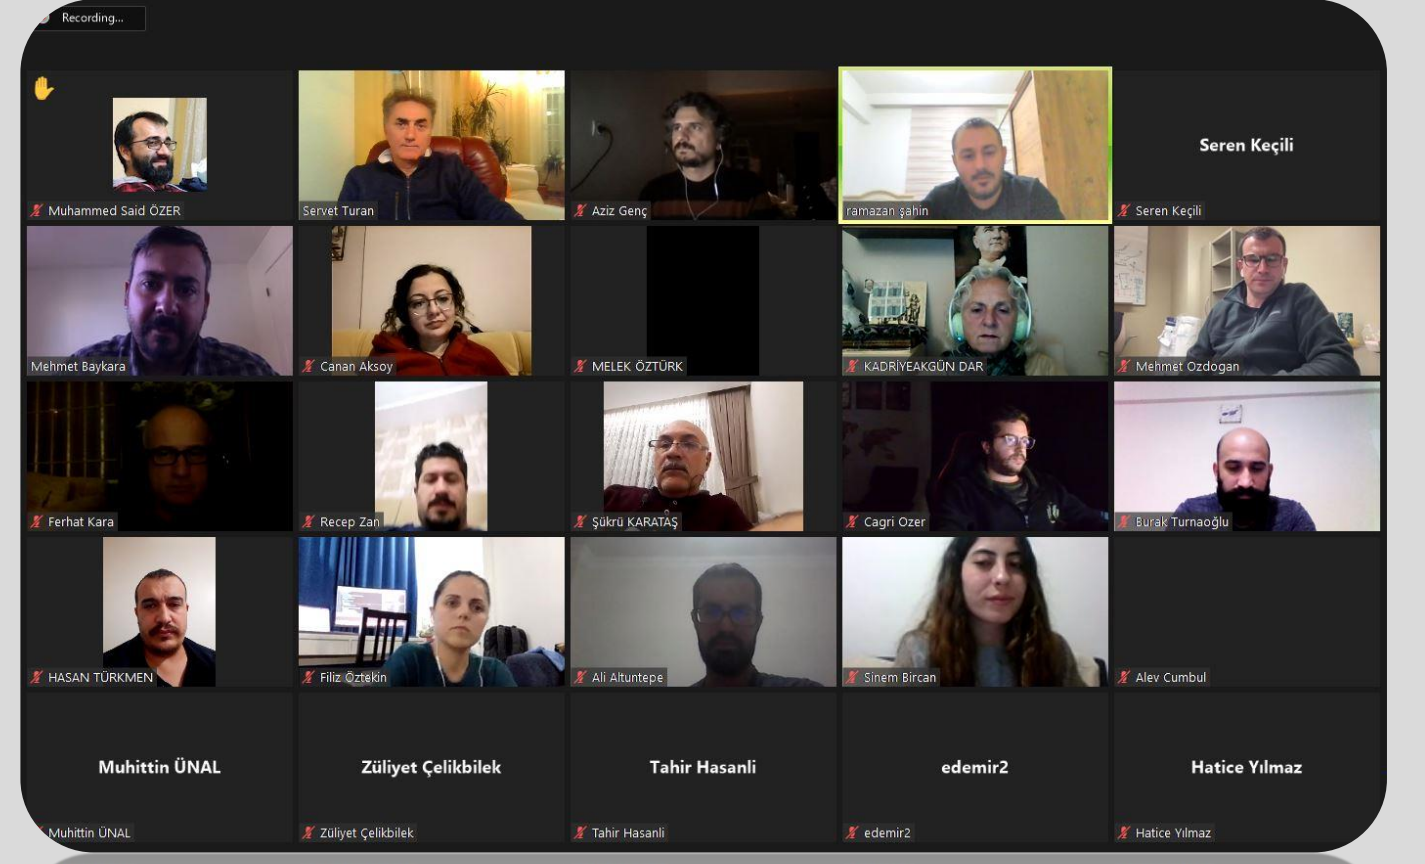 Recording...
Muhammed Said ÖZER
Servet Turan
Aziz Genç
ramazan şahin
Seren Keçili
Seren Keçili
Mehmet Baykara
Canan Aksoy
MELEK ÖZTÜRK
KADRİYEAKGÜN DAR
Mehmet Ozdogan
Ferhat Kara
Recep Zan
Şükrü KARATAŞ
Cagri Ozer
Burak Turnaoğlu
HASAN TÜRKMEN
Filiz Öztekin
Ali Altuntepe
Sinem Bircan
Alev Cumbul
Muhittin ÜNAL
Muhittin ÜNAL
Züliyet Çelikbilek
Züliyet Çelikbilek
Tahir Hasanli
Tahir Hasanli
edemir2
edemir2
Hatice Yılmaz
Hatice Yılmaz